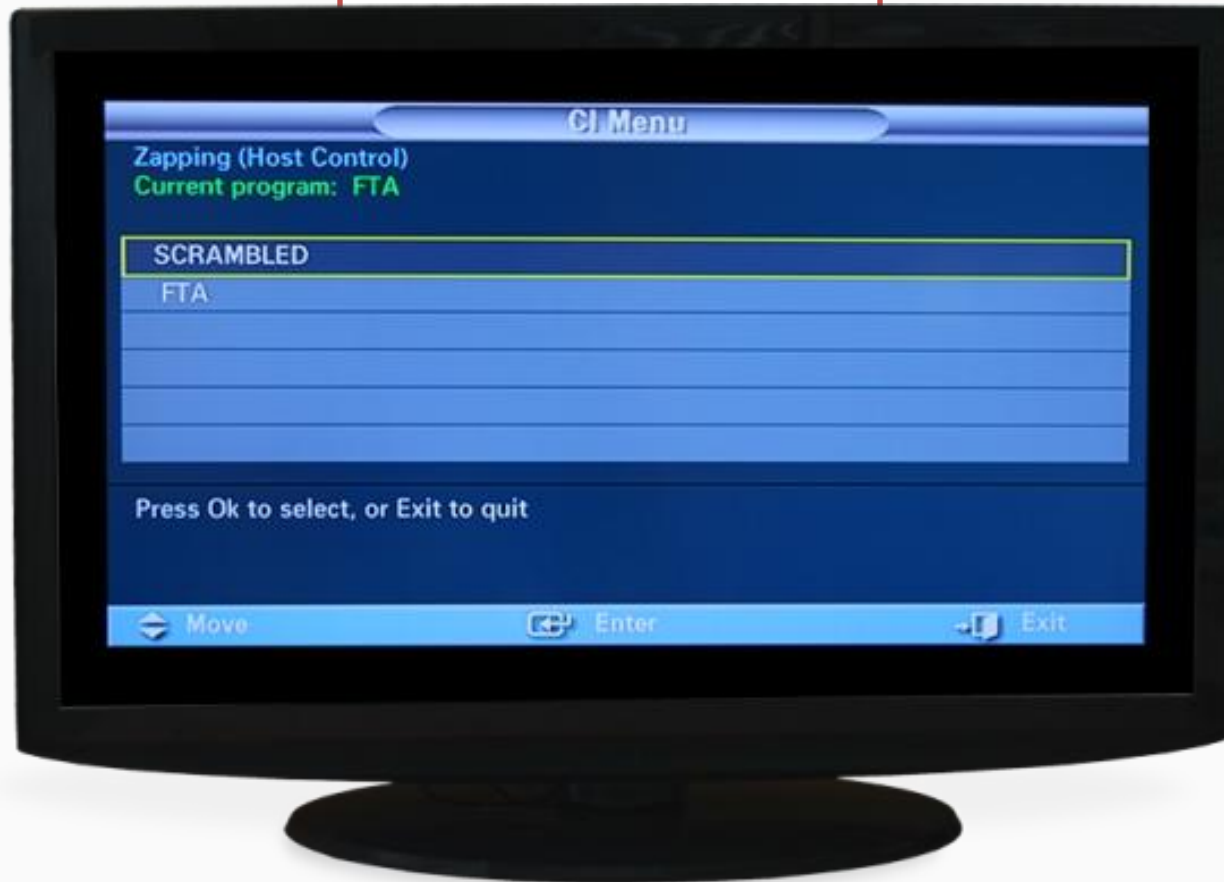 CI Menu
Zapping (Host Control)
Current program: FTA
SCRAMBLED
FTA
Press Ok to select, or Exit to quit
Move Enter Exit